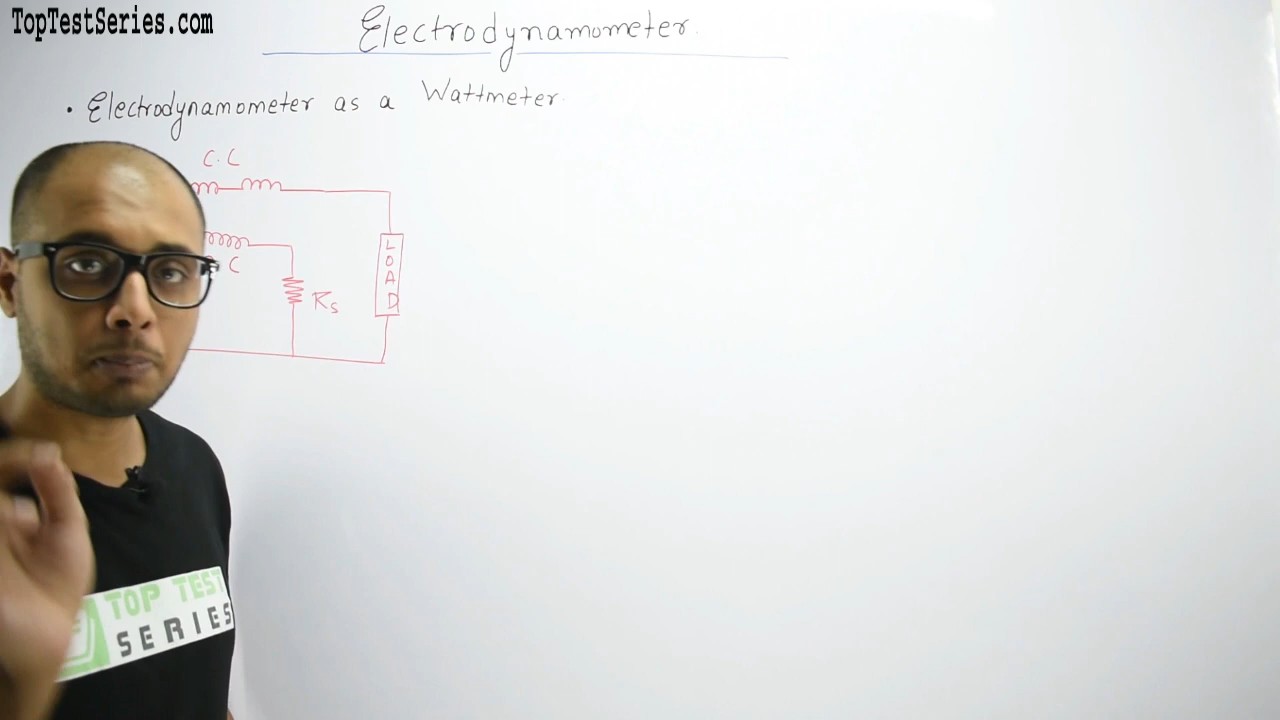 TopTestSeries.com
Electrodynamometer
• Electrodynamometer as a Wattmeter.
C.C
C
Rs
LOAD
TOP TEST
SERIES